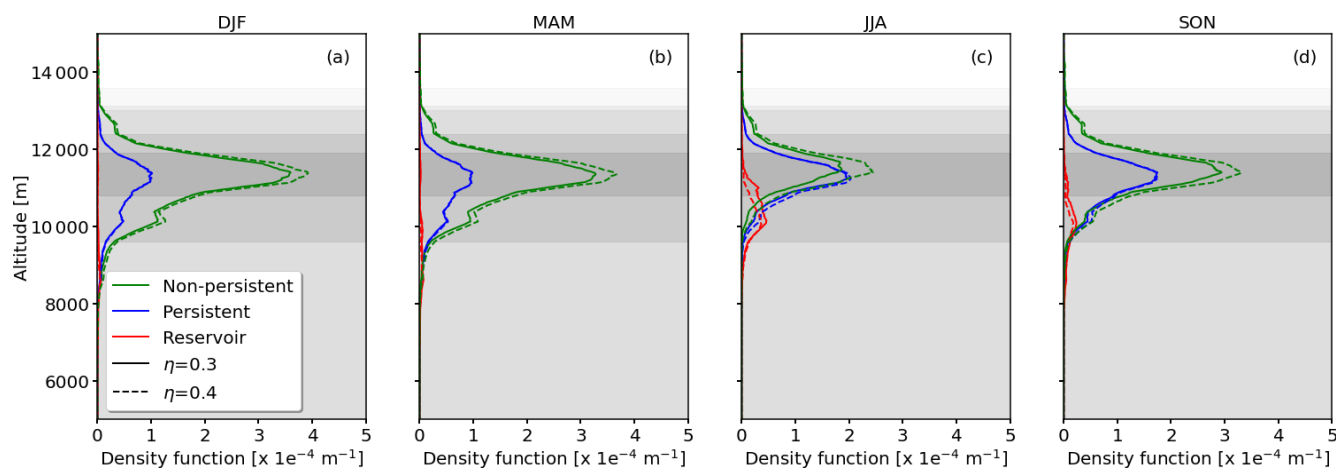 DJF
MAM
JJA
SON
(a)
(b)
(c)
(d)
Altitude [m]
14 000
12 000
10 000
8000
6000
Non-persistent
Persistent
Reservoir
η=0.3
η=0.4
0 1 2 3 4 5
0 1 2 3 4 5
0 1 2 3 4 5
0 1 2 3 4 5
Density function [x 1e⁻⁴ m⁻¹]
Density function [x 1e⁻⁴ m⁻¹]
Density function [x 1e⁻⁴ m⁻¹]
Density function [x 1e⁻⁴ m⁻¹]